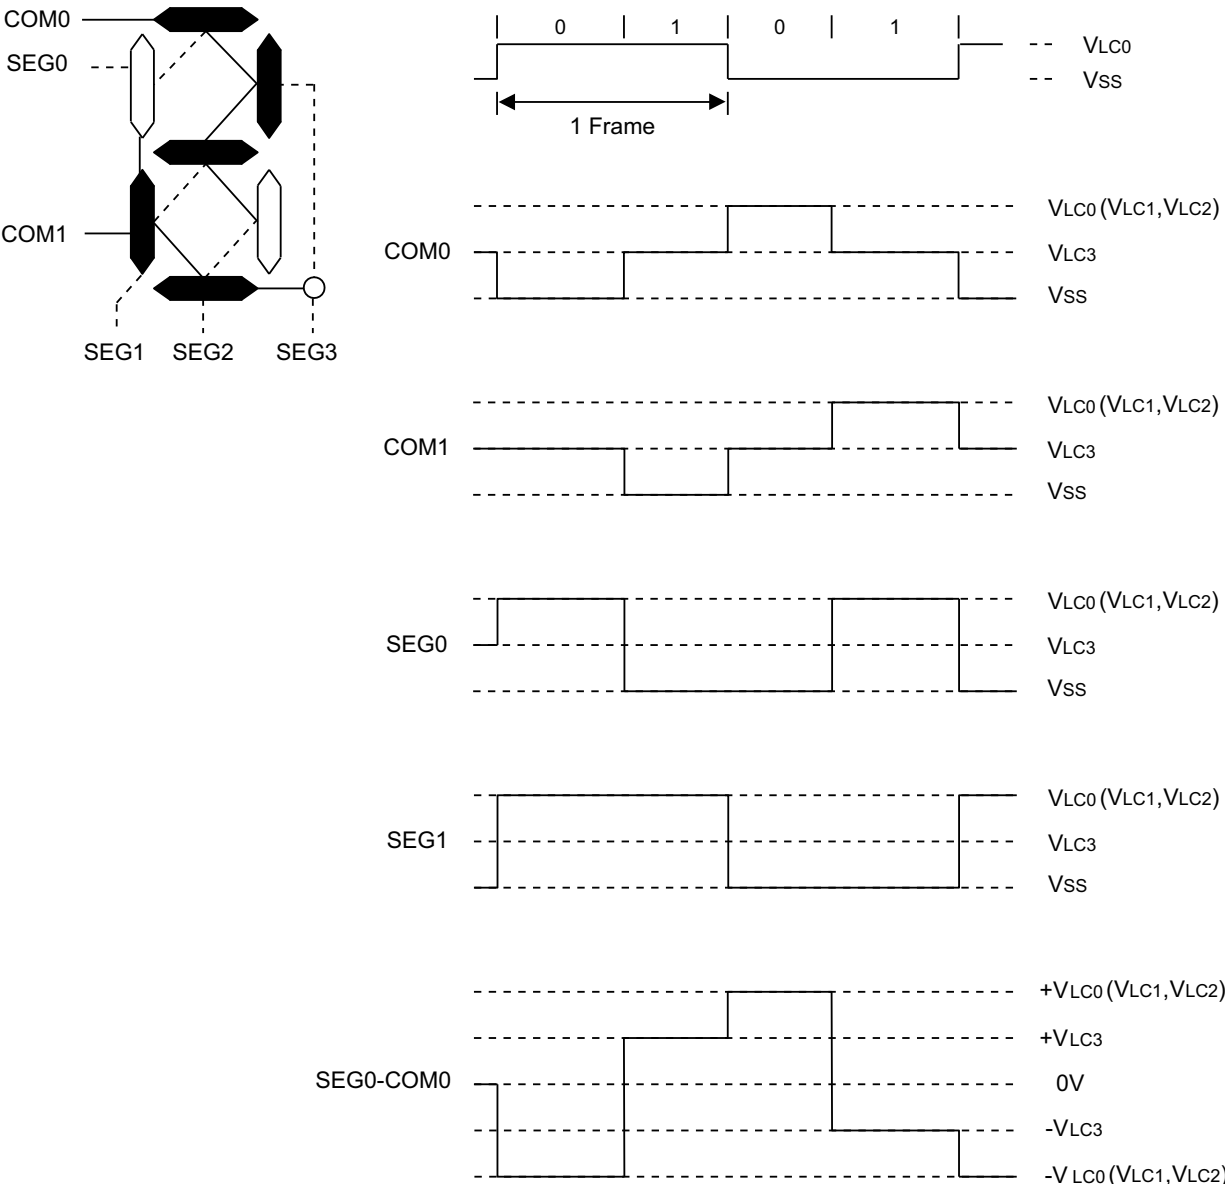 COM0
SEG0
COM1
SEG1 SEG2 SEG3
0 1 0 1
VLC0
VSS
1 Frame
COM0
VLC0(VLC1,VLC2)
VLC3
VSS
COM1
VLC0(VLC1,VLC2)
VLC3
VSS
SEG0
VLC0(VLC1,VLC2)
VLC3
VSS
SEG1
VLC0(VLC1,VLC2)
VLC3
VSS
SEG0-COM0
+VLC0(VLC1,VLC2)
+VLC3
0V
-VLC3
-VLC0(VLC1,VLC2)